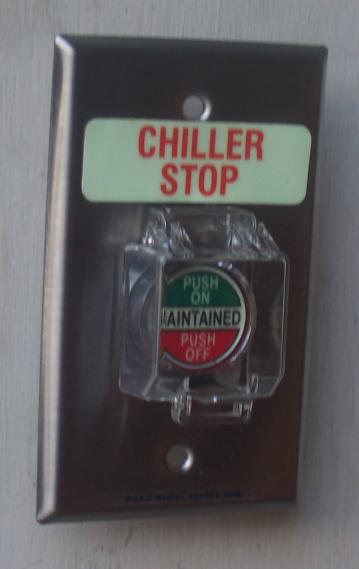 CHILLER
STOP
PUSH
ON
MAINTAINED
PUSH
OFF